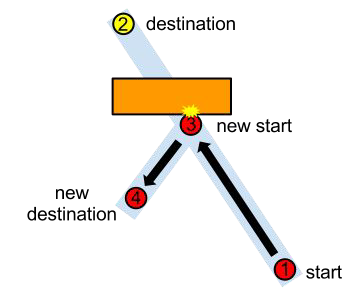 2 destination
3 new start
new
destination
4
1 start